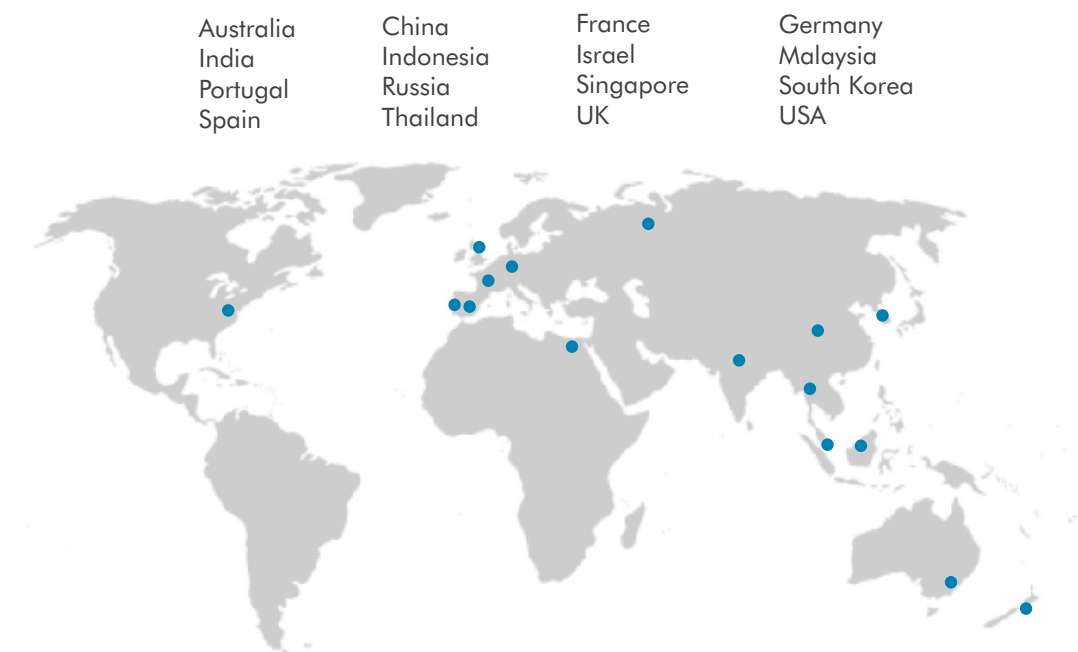 Australia
India
Portugal
Spain
China
Indonesia
Russia
Thailand
France
Israel
Singapore
UK
Germany
Malaysia
South Korea
USA